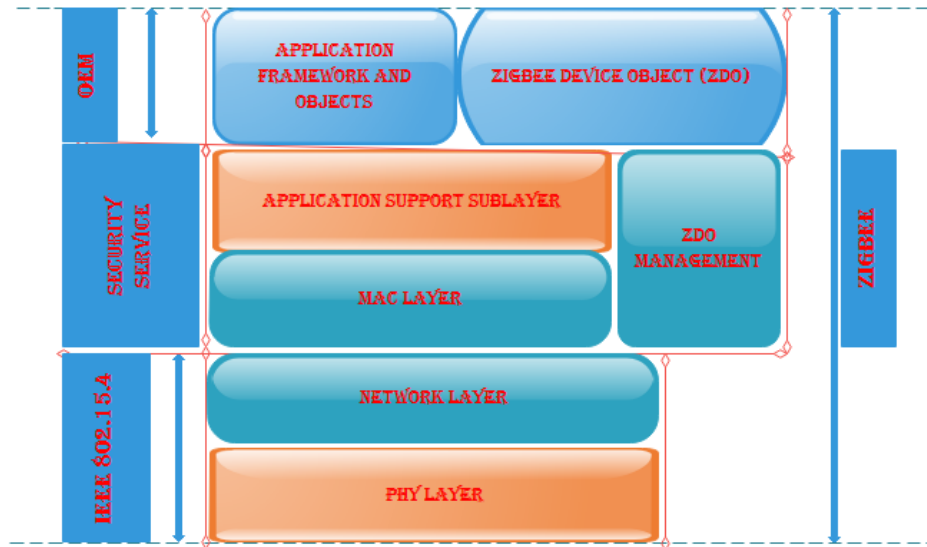 OEM
APPLICATION
FRAMEWORK AND
OBJECTS
ZIGBEE DEVICE OBJECT (ZDO)
SECURITY
SERVICE
APPLICATION SUPPORT SUBLAYER
ZDO
MANAGEMENT
MAC LAYER
ZIGBEE
IEEE 802.15.4
NETWORK LAYER
PHY LAYER